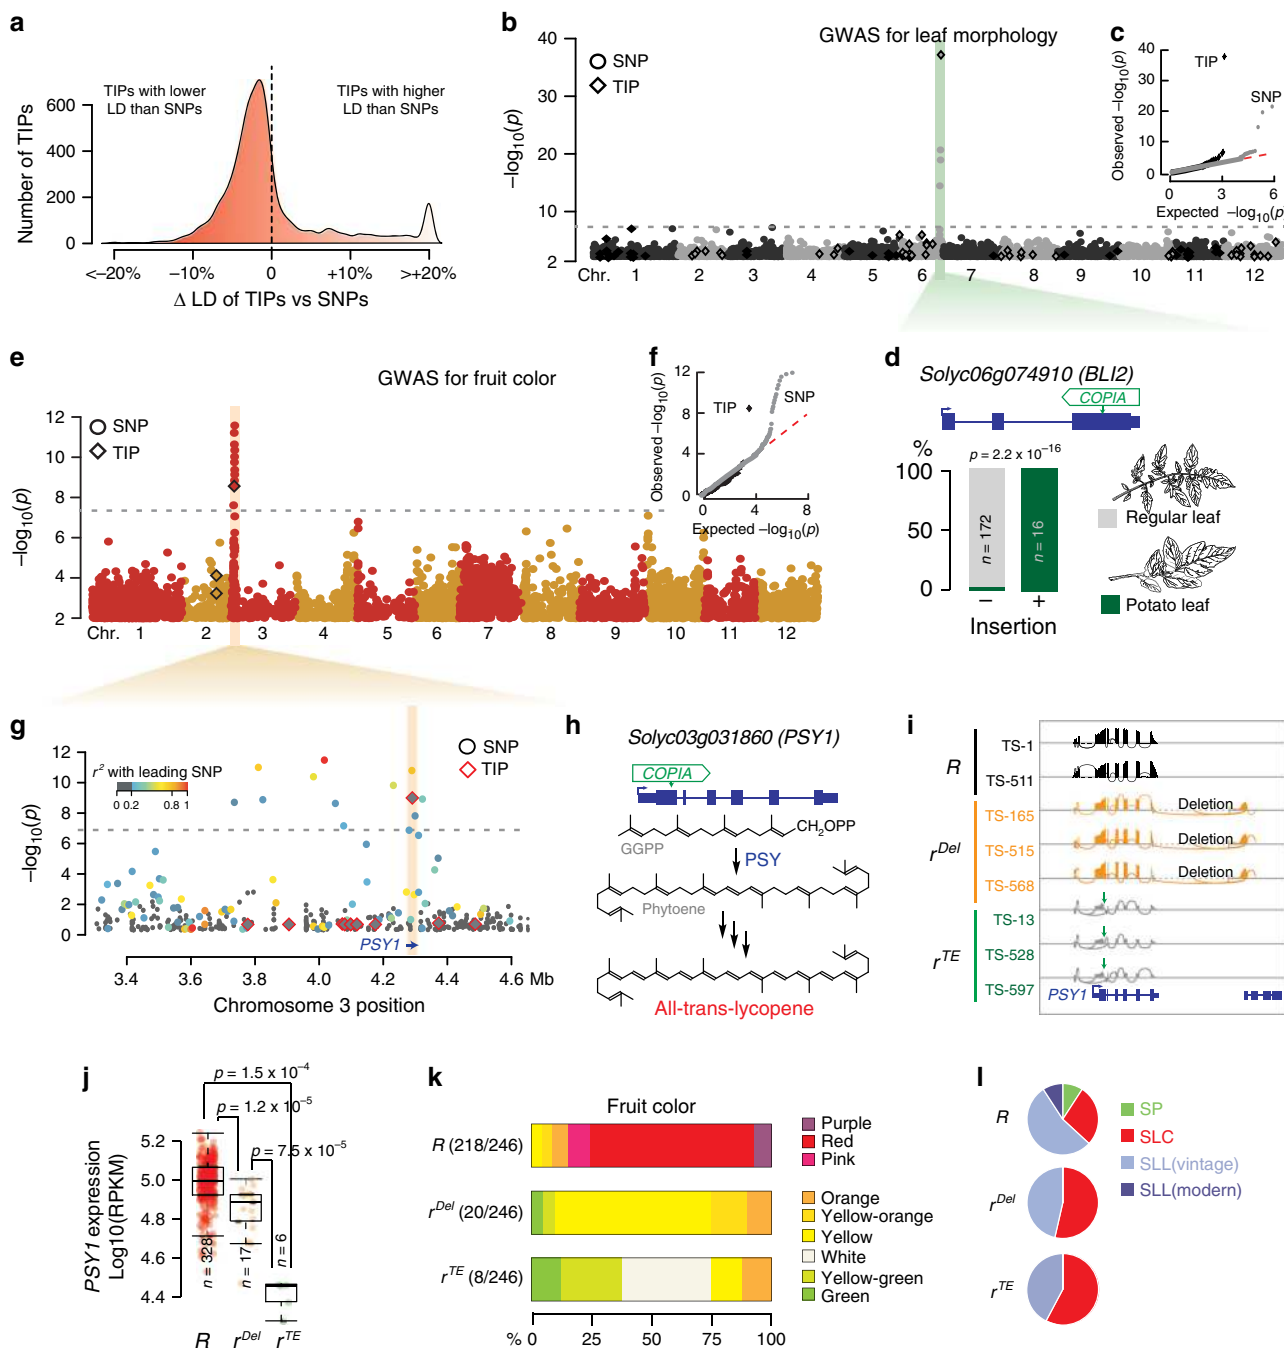 a
TIPs with lower
LD than SNPs
TIPs with higher
LD than SNPs
Number of TIPs
600
400
200
0
<–20%
–10%
0
+10%
>+20%
Δ LD of TIPs vs SNPs
b
GWAS for leaf morphology
SNP
TIP
–log10(p)
40
30
20
10
2
Chr. 1 2 3 4 5 6 7 8 9 10 11 12
c
Observed –log10(p)
40
30
20
10
0
TIP
SNP
0 3 6
Expected –log10(p)
d
Solyc06g074910 (BLI2)
COPIA
%
p = 2.2 x 10–16
100
50
0
n = 172
n = 16
– +
Insertion
Regular leaf
Potato leaf
e
GWAS for fruit color
SNP
TIP
–log10(p)
12
10
8
6
4
2
Chr. 1 2 3 4 5 6 7 8 9 10 11 12
f
Observed –log10(p)
12
8
4
0
TIP
SNP
0 4 8
Expected –log10(p)
g
SNP
TIP
r2 with leading SNP
0 0.2 0.8 1
–log10(p)
12
10
8
6
4
2
0
PSY1
3.4 3.6 3.8 4.0 4.2 4.4 4.6 Mb
Chromosome 3 position
h
Solyc03g031860 (PSY1)
COPIA
CH2OPP
GGPP
PSY
Phytoene
All-trans-lycopene
i
R
TS-1
TS-511
rDel
TS-165
Deletion
TS-515
Deletion
TS-568
Deletion
rTE
TS-13
TS-528
TS-597
PSY1
j
p = 1.5 x 10–4
p = 1.2 x 10–5
p = 7.5 x 10–5
PSY1 expression
Log10(RPKM)
5.2
5.0
4.8
4.6
4.4
n = 328
n = 17
n = 6
R rDel rTE
k
Fruit color
R (218/246)
rDel (20/246)
rTE (8/246)
% 0 25 50 75 100
Purple
Red
Pink
Orange
Yellow-orange
Yellow
White
Yellow-green
Green
l
R
rDel
rTE
SP
SLC
SLL(vintage)
SLL(modern)